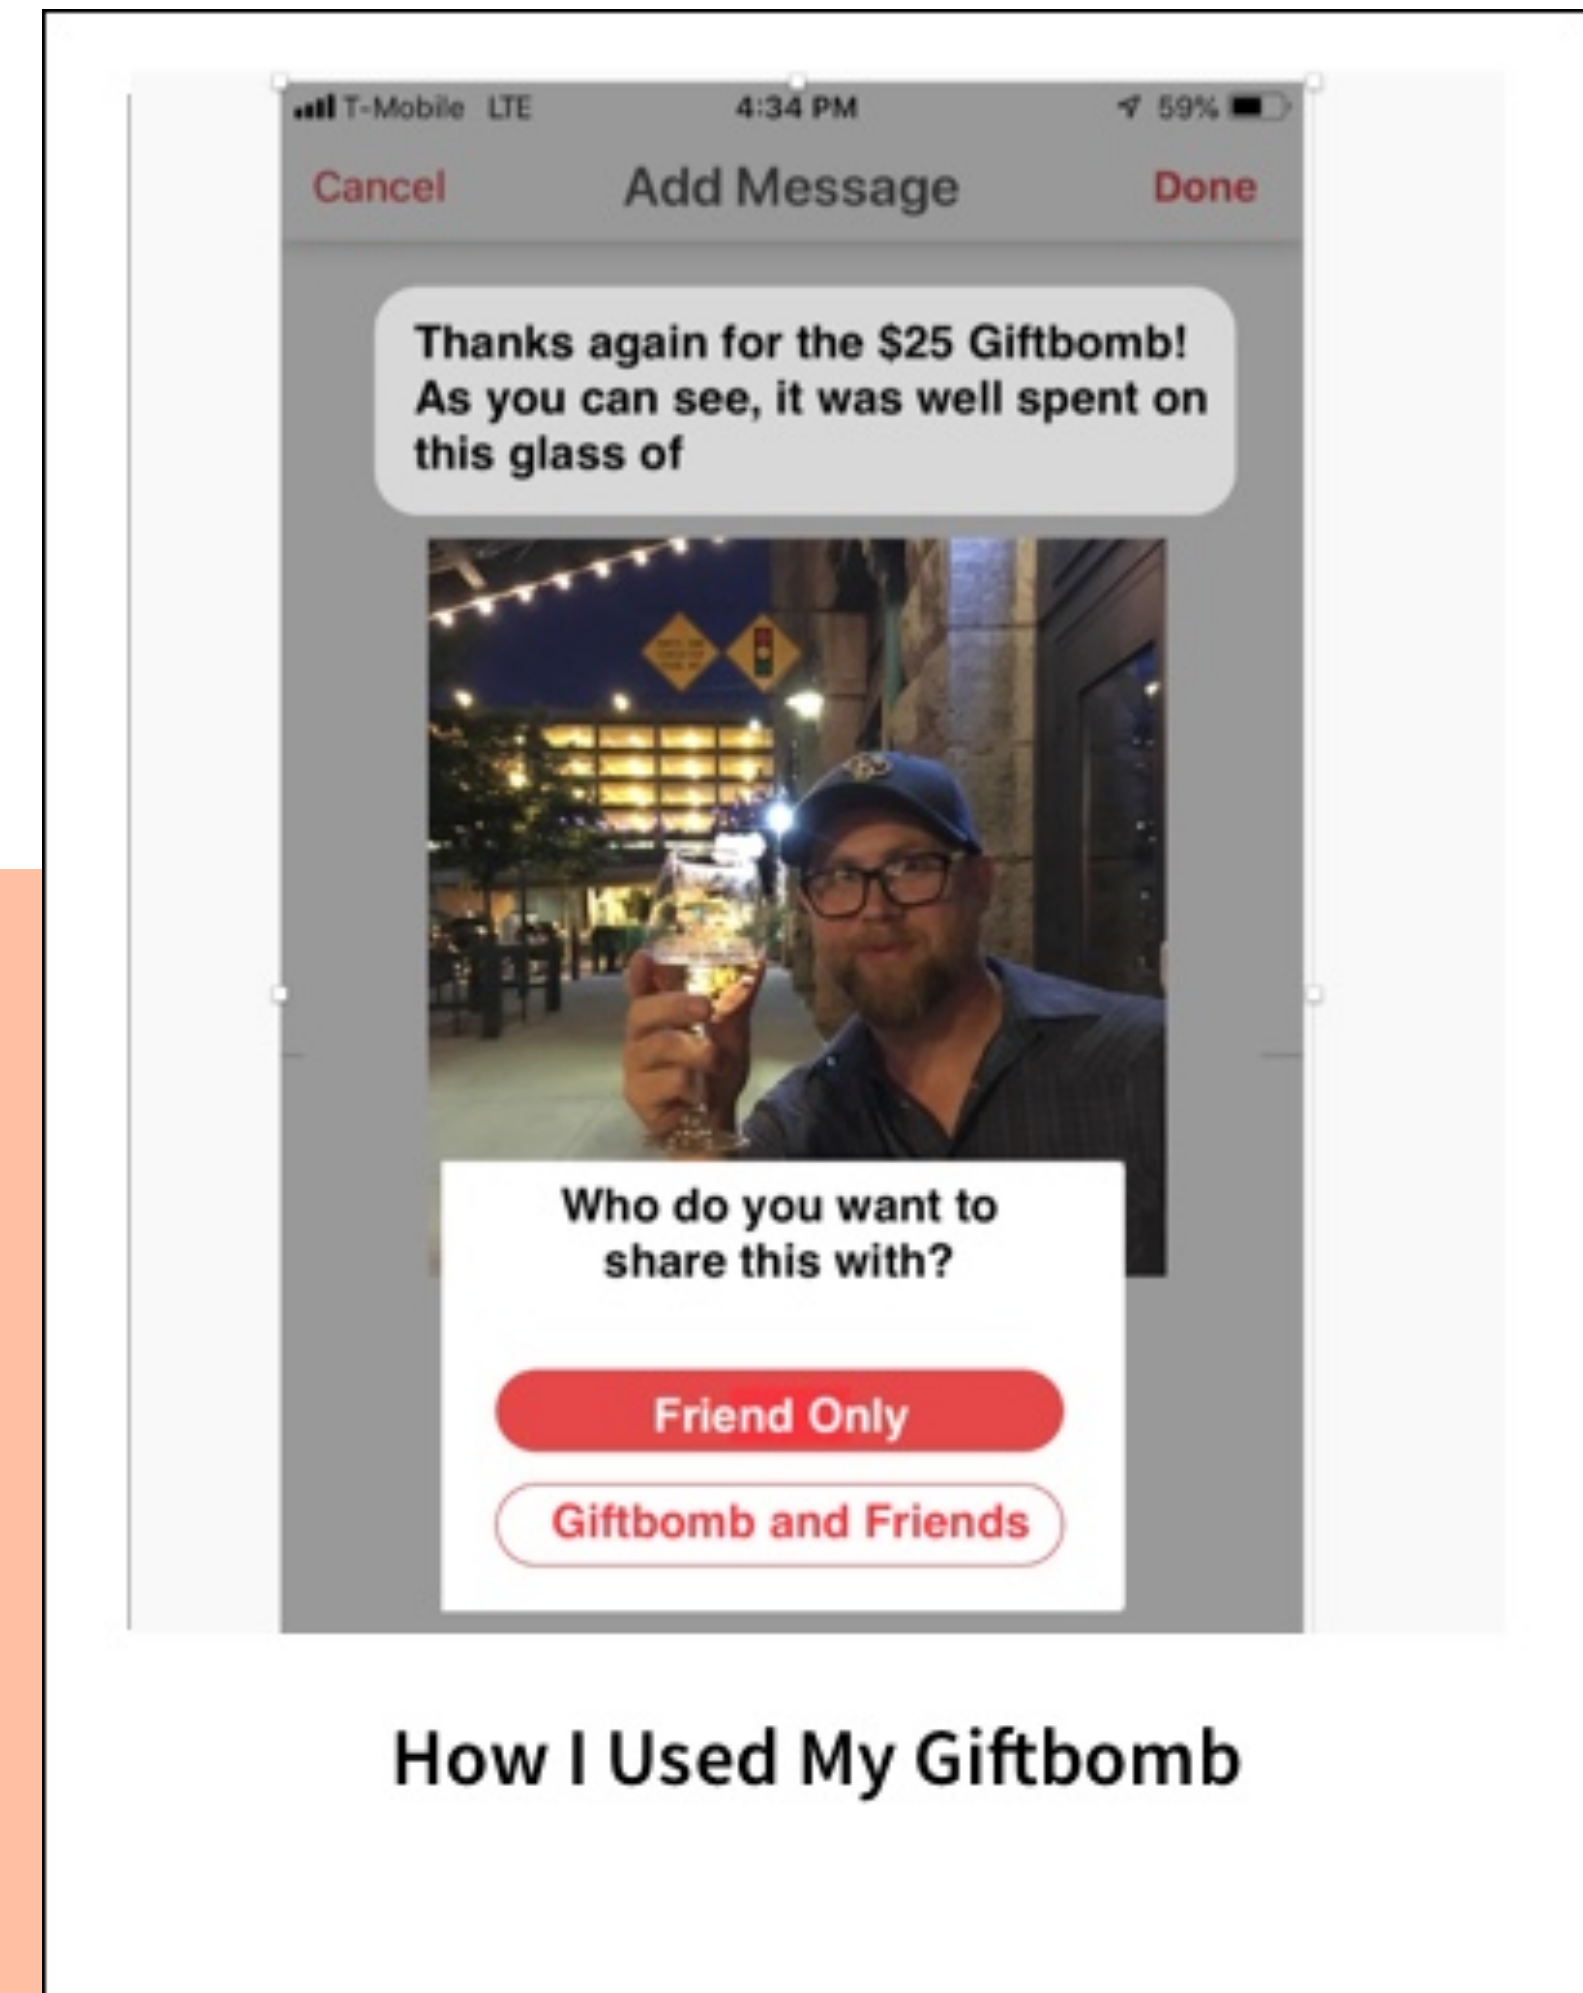 T-Mobile LTE 4:34 PM 59%
Cancel Add Message Done
Thanks again for the $25 Giftbomb!
As you can see, it was well spent on
this glass of
Who do you want to
share this with?
Friend Only
Giftbomb and Friends
How I Used My Giftbomb